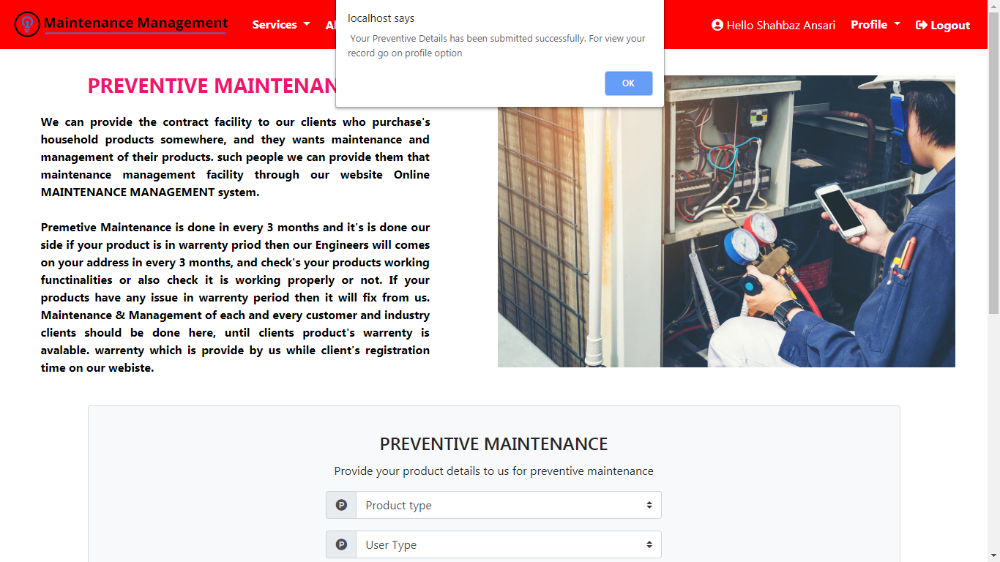 Maintenance Management
Services
localhost says
Hello Shahbaz Ansari
Profile
Logout
Your Preventive Details has been submitted successfully. For view your
record go on profile option
OK
PREVENTIVE
We can provide the contract facility to our clients who purchase's
household products somewhere, and they wants maintenance and
management of their products. such people we can provide them that
maintenance management facility through our website Online
MAINTENANCE MANAGEMENT system.
Premetive Maintenance is done in every 3 months and it's is done our
side if your product is in warrenty priod then our Engineers will comes
on your address in every 3 months, and check's your products working
functinalities or also check it is working properly or not. If your
products have any issue in warrenty period then it will fix from us.
Maintenance & Management of each and every customer and industry
clients should be done here, until clients product's warrenty is
avalable. warrenty which is provide by us while client's registration
time on our webiste.
PREVENTIVE MAINTENANCE
Provide your product details to us for preventive maintenance
P Product type
P User Type